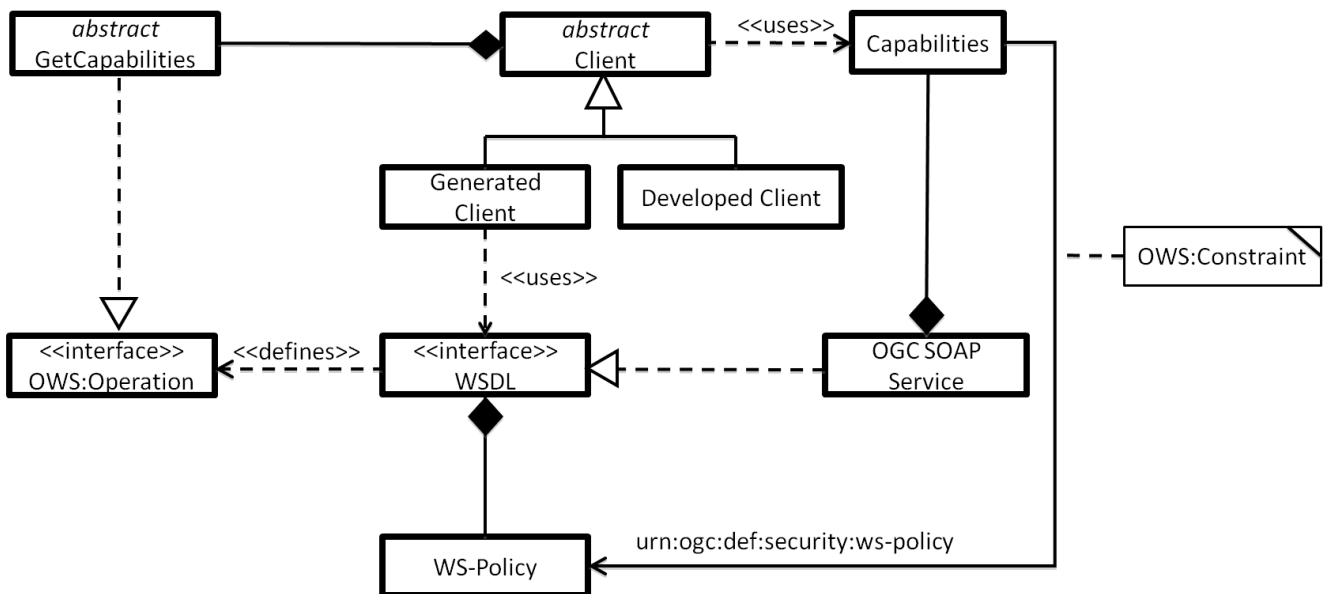 abstract
GetCapabilities
abstract
Client
<<uses>>
Capabilities
Generated
Client
Developed Client
<<uses>>
OWS:Constraint
<<interface>>
OWS:Operation
<<defines>>
<<interface>>
WSDL
OGC SOAP
Service
urn:ogc:def:security:ws-policy
WS-Policy